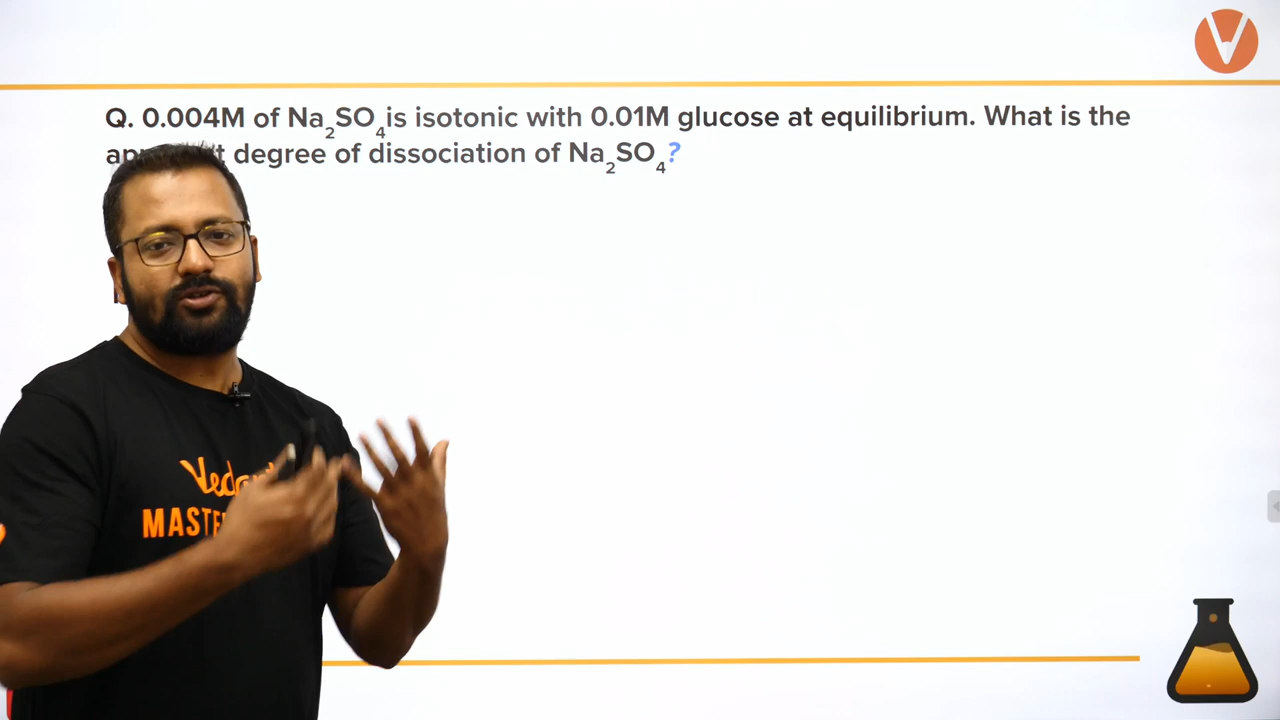 Q. 0.004M of Na₂SO₄ is isotonic with 0.01M glucose at equilibrium. What is the
degree of dissociation of Na₂SO₄?